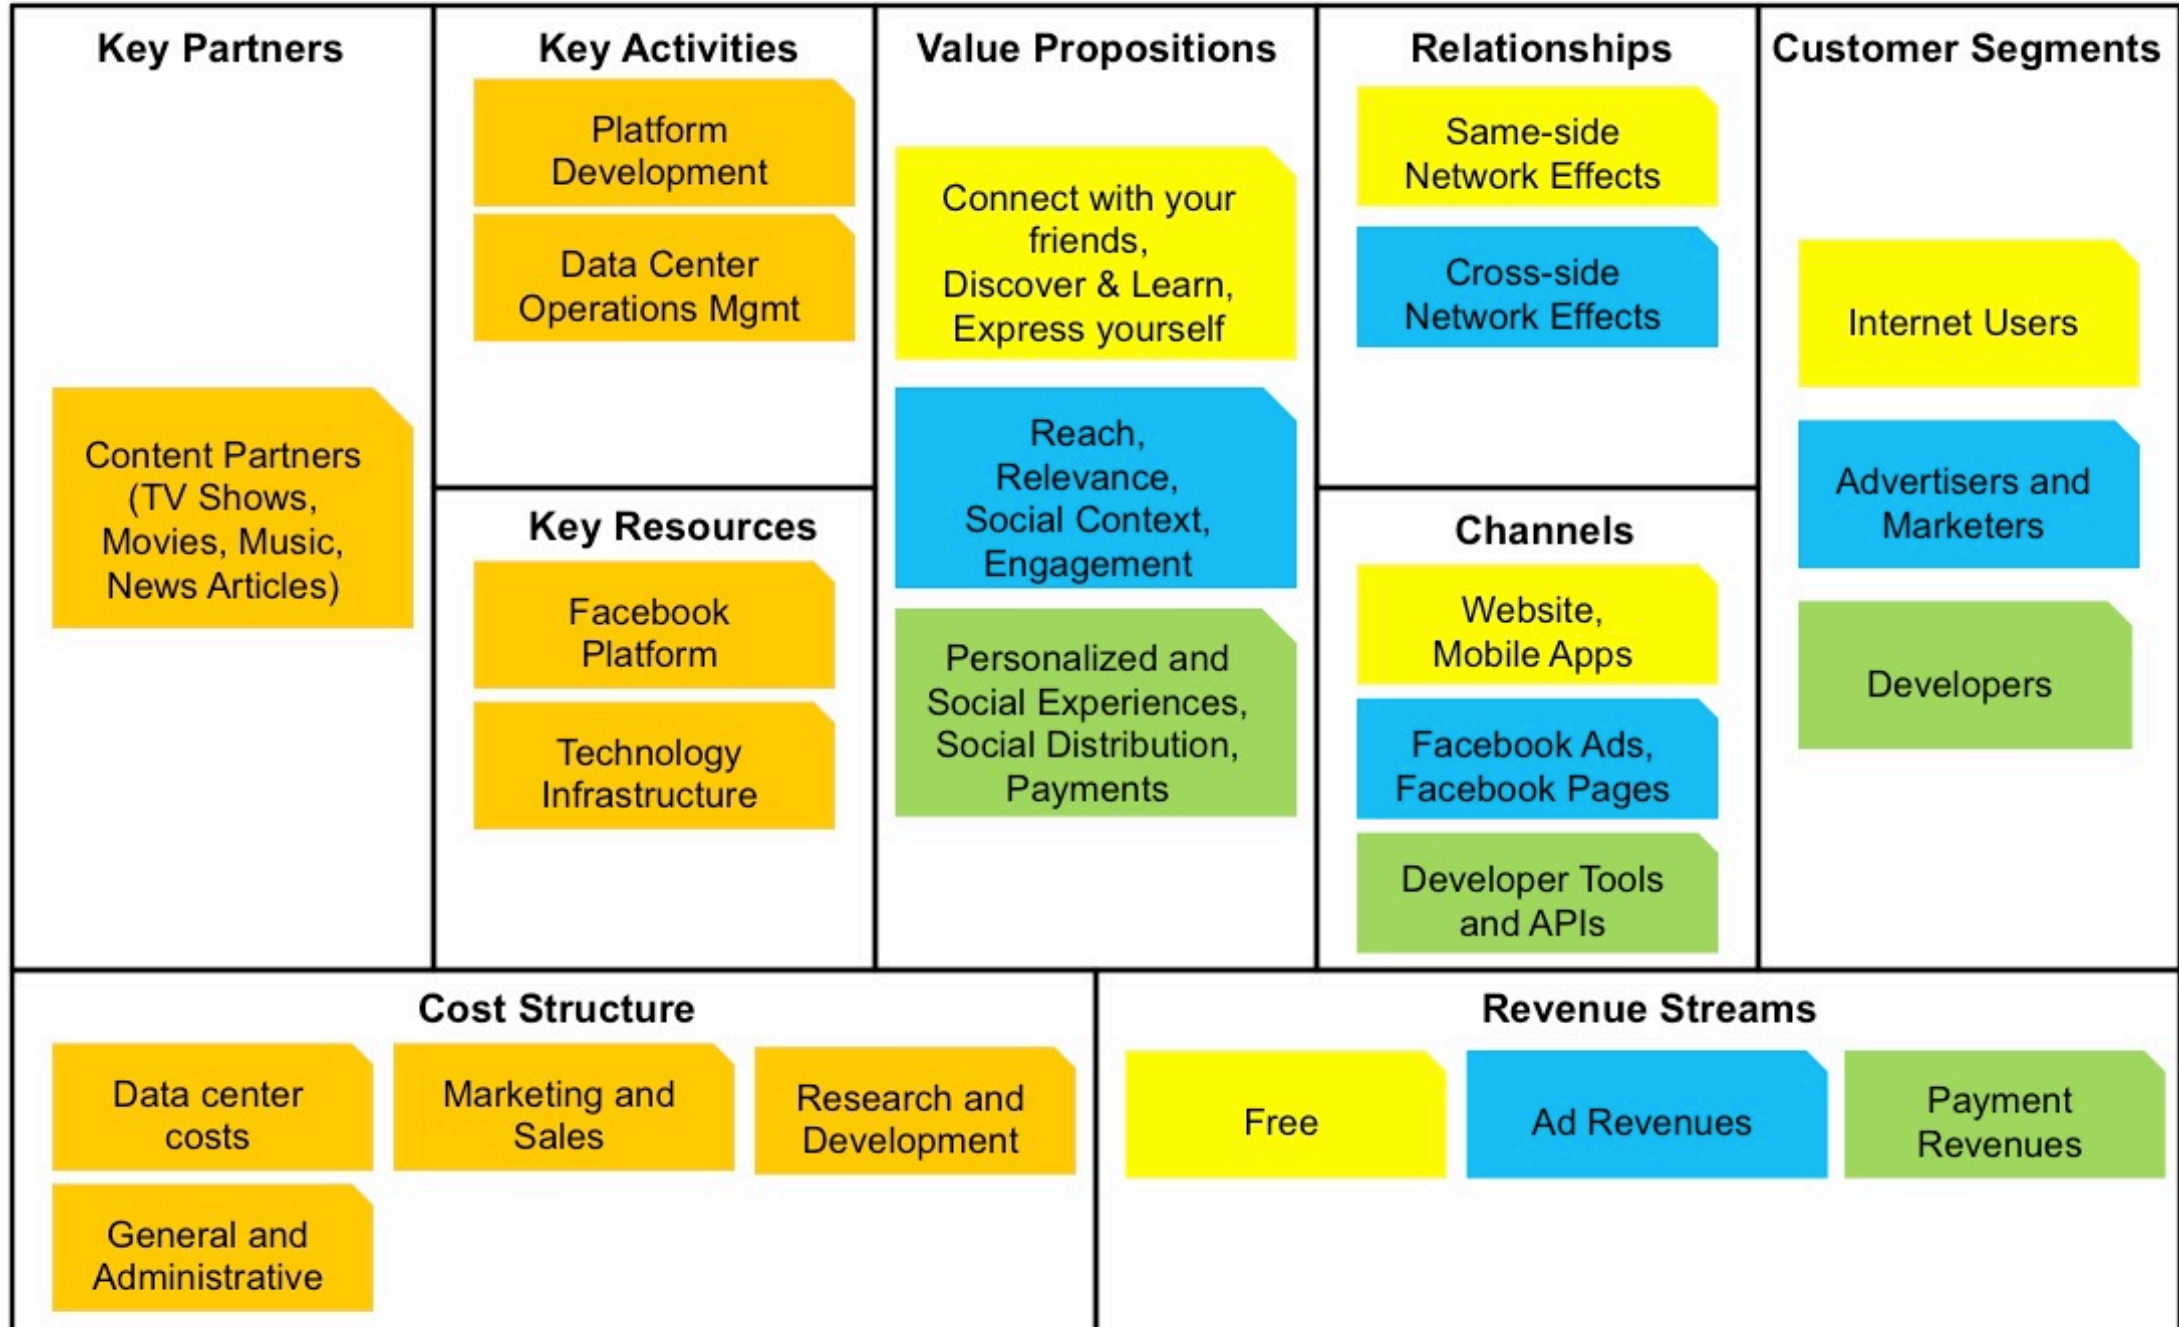 Key Partners
Content Partners
(TV Shows,
Movies, Music,
News Articles)
Key Activities
Platform
Development
Data Center
Operations Mgmt
Key Resources
Facebook
Platform
Technology
Infrastructure
Value Propositions
Connect with your
friends,
Discover & Learn,
Express yourself
Reach,
Relevance,
Social Context,
Engagement
Personalized and
Social Experiences,
Social Distribution,
Payments
Relationships
Same-side
Network Effects
Cross-side
Network Effects
Channels
Website,
Mobile Apps
Facebook Ads,
Facebook Pages
Developer Tools
and APIs
Customer Segments
Internet Users
Advertisers and
Marketers
Developers
Cost Structure
Data center
costs
Marketing and
Sales
Research and
Development
General and
Administrative
Revenue Streams
Free
Ad Revenues
Payment
Revenues